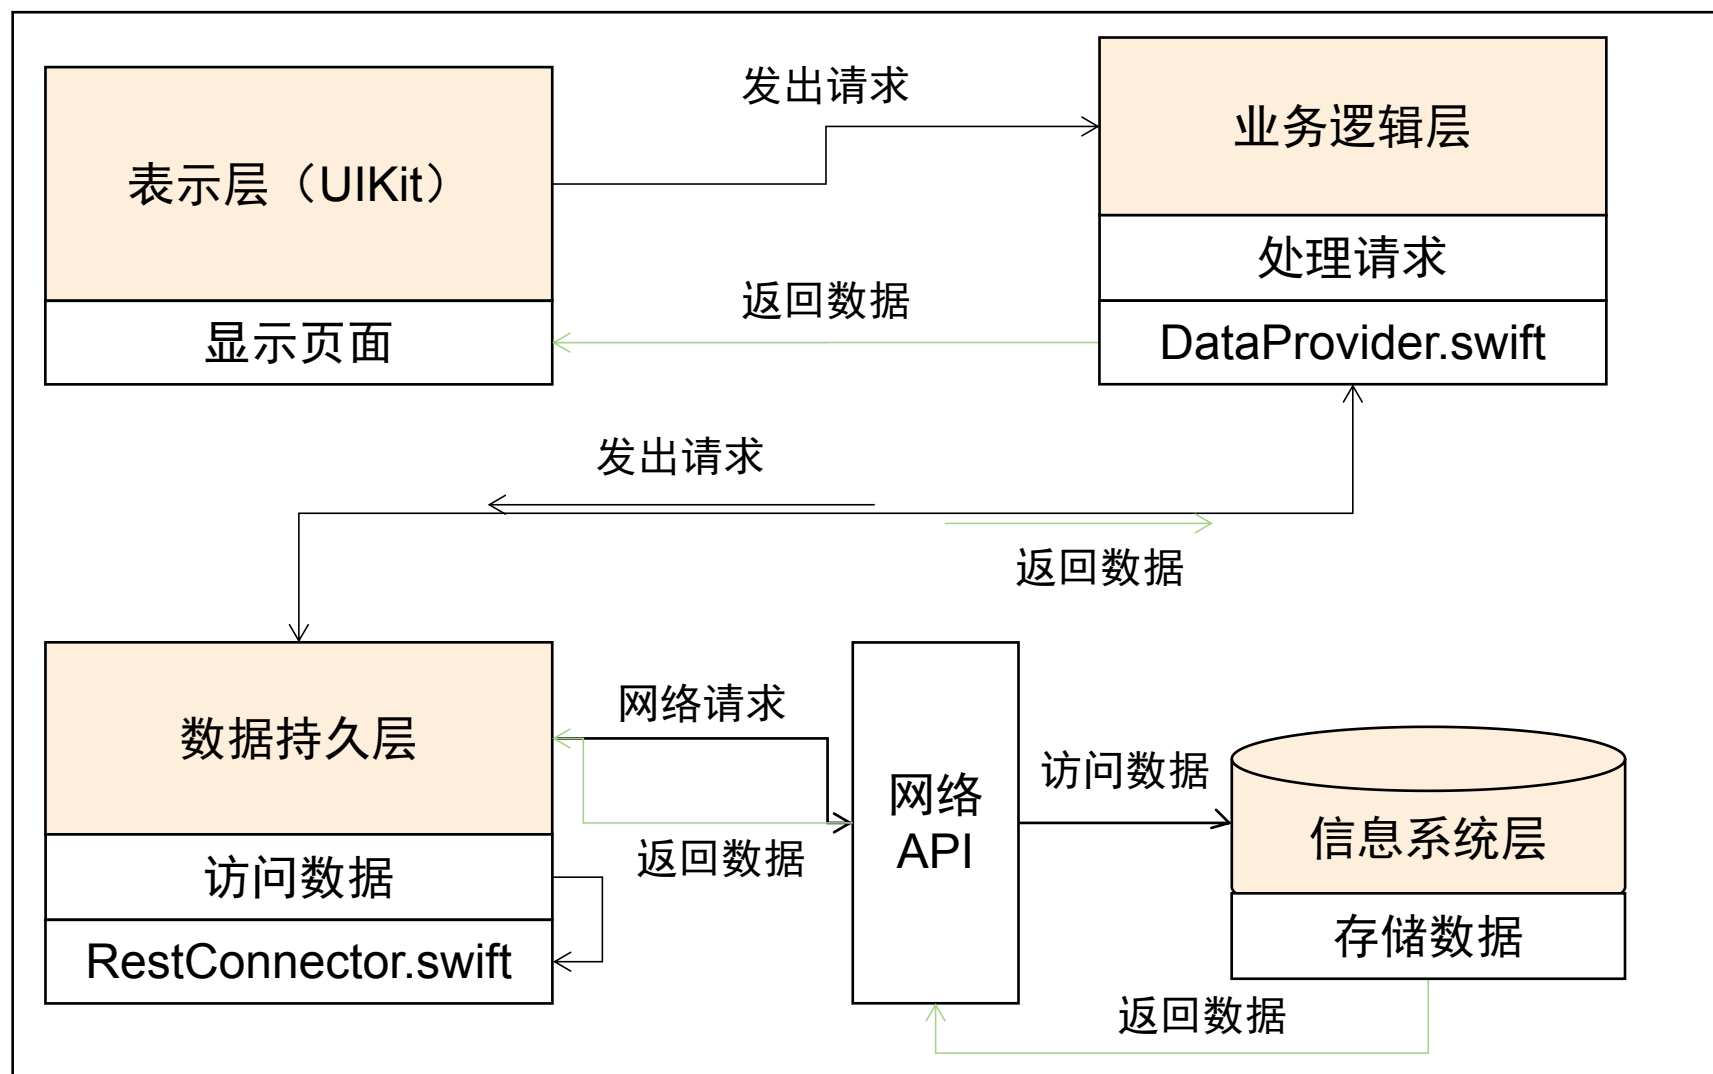 发出请求
业务逻辑层
表示层（UIKit）
处理请求
返回数据
显示页面
DataProvider.swift
发出请求
返回数据
网络请求
数据持久层
访问数据
网络
API
信息系统层
返回数据
访问数据
存储数据
RestConnector.swift
返回数据